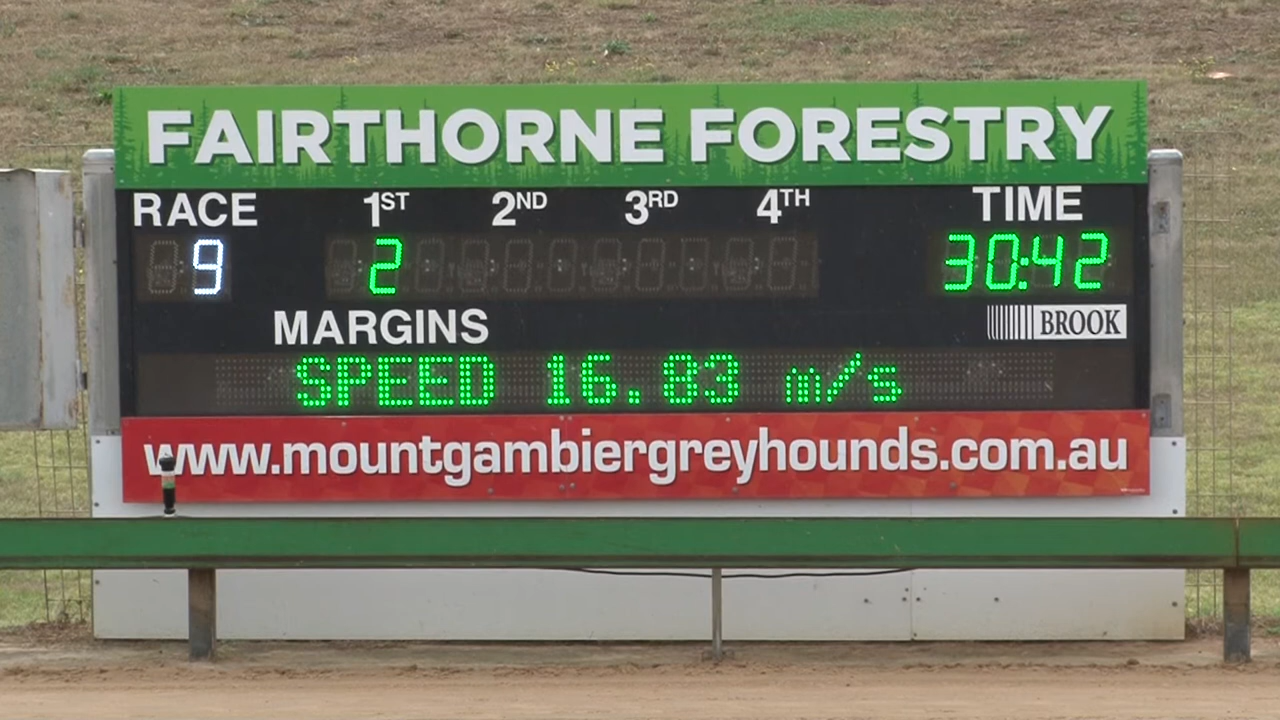 FAIRTHORNE FORESTRY
RACE 1ST 2ND 3RD 4TH TIME
9 2 30:42
MARGINS BROOK
SPEED 16.83 m/s
www.mountgambiergreyhounds.com.au